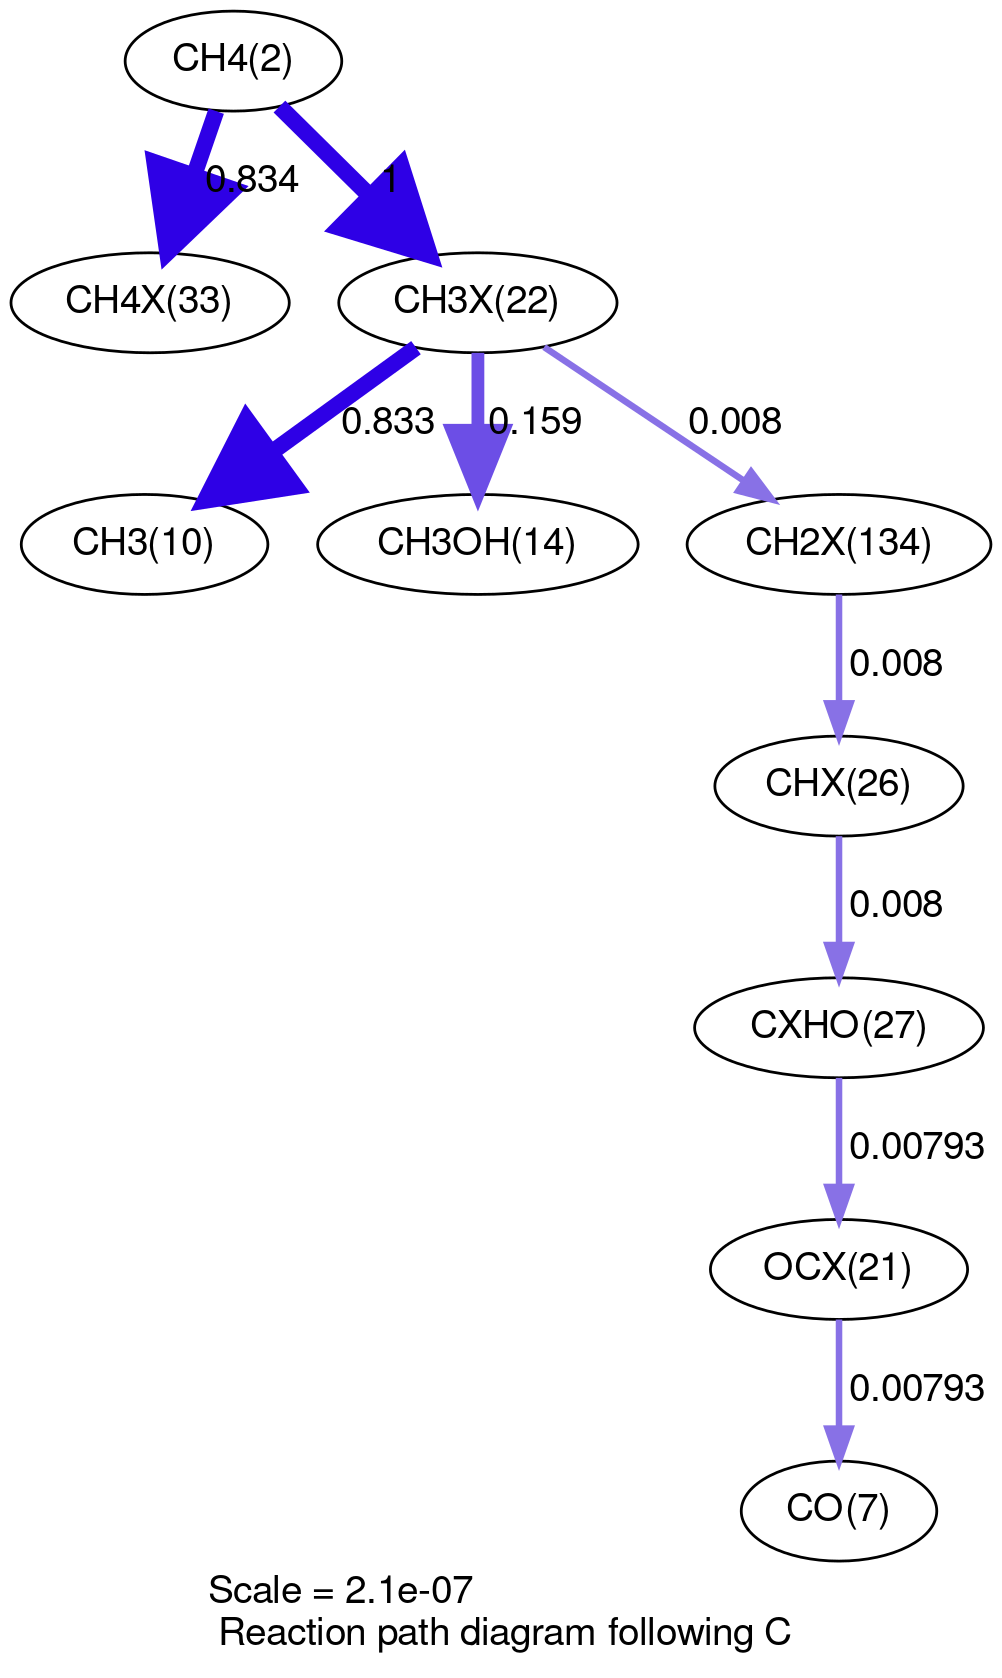 CH4(2)
0.834
1
CH4X(33)
CH3X(22)
0.833
0.159
0.008
CH3(10)
CH3OH(14)
CH2X(134)
0.008
CHX(26)
0.008
CXHO(27)
0.00793
OCX(21)
0.00793
CO(7)
Scale = 2.1e-07
Reaction path diagram following C